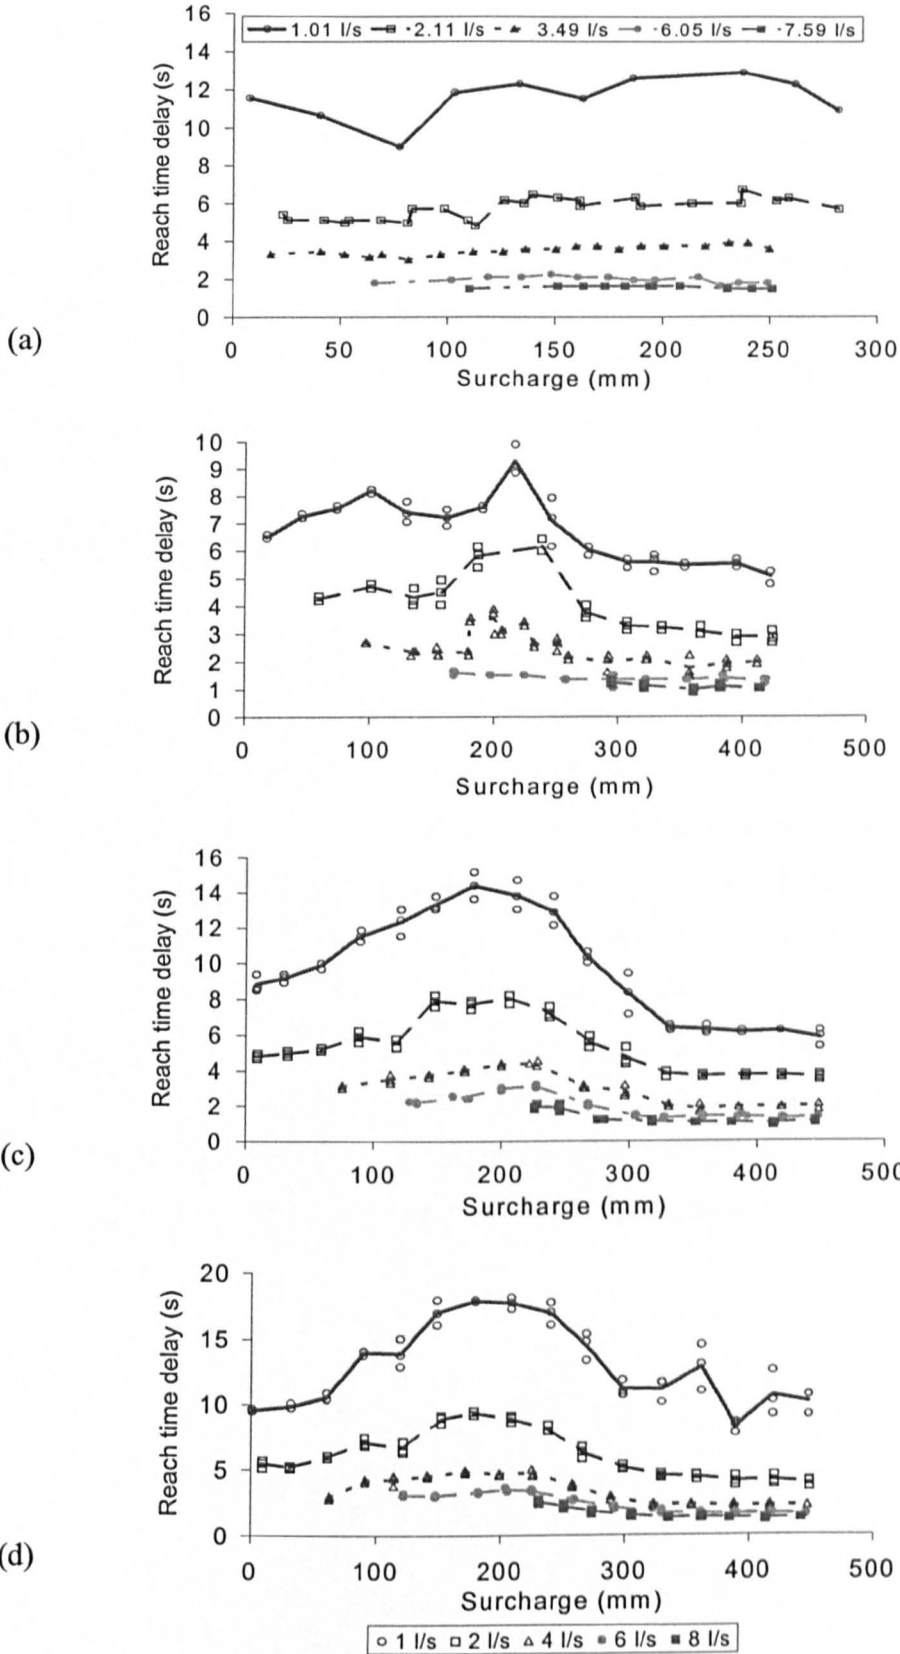 (a)
Reach time delay (s)
16
14
12
10
8
6
4
2
0
1.01 l/s -2.11 l/s 3.49 l/s -6.05 l/s -7.59 l/s
0 50 100 150 200 250 300
Surcharge (mm)
(b)
Reach time delay (s)
10
9
8
7
6
5
4
3
2
1
0
0 100 200 300 400 500
Surcharge (mm)
(c)
Reach time delay (s)
16
14
12
10
8
6
4
2
0
0 100 200 300 400 500
Surcharge (mm)
(d)
Reach time delay (s)
20
15
10
5
0
0 100 200 300 400 500
Surcharge (mm)
1 l/s 2 l/s 4 l/s 6 l/s 8 l/s